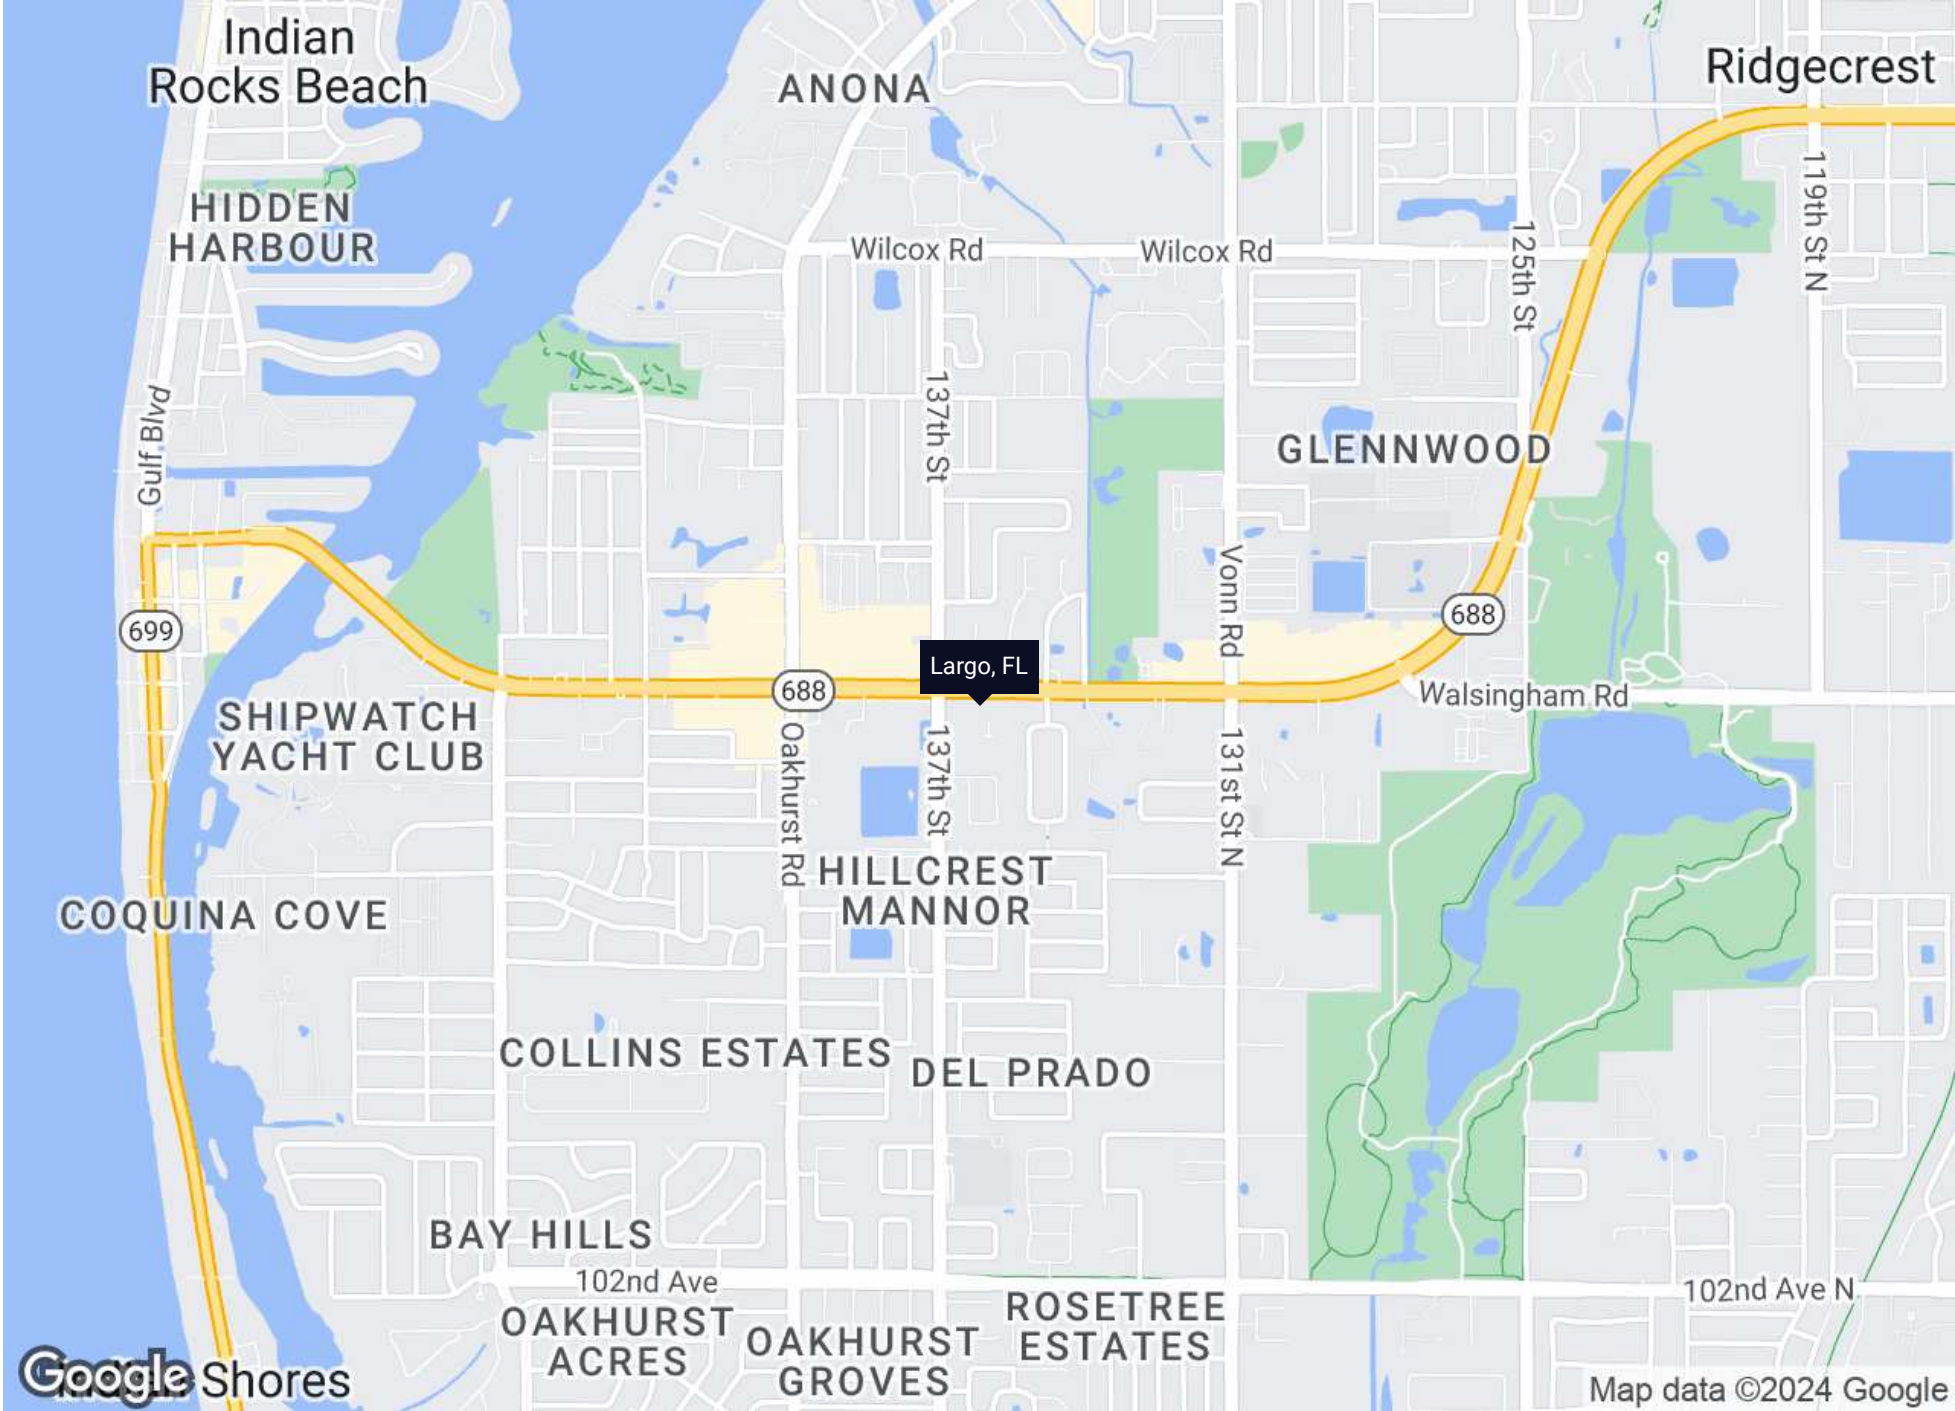 Indian
Rocks Beach
ANONA
Ridgecrest
HIDDEN
HARBOUR
Wilcox Rd
Wilcox Rd
125th St
119th St N
Gulf Blvd
137th St
GLENNWOOD
Vonn Rd
699
688
Largo, FL
688
Walsingham Rd
SHIPWATCH
YACHT CLUB
Oakhurst Rd
137th St
131st St N
HILLCREST
MANNOR
COQUINA COVE
COLLINS ESTATES
DEL PRADO
BAY HILLS
102nd Ave
102nd Ave N
OAKHURST
ACRES
OAKHURST
GROVES
ROSETREE
ESTATES
Google
Indian Shores
Map data ©2024 Google